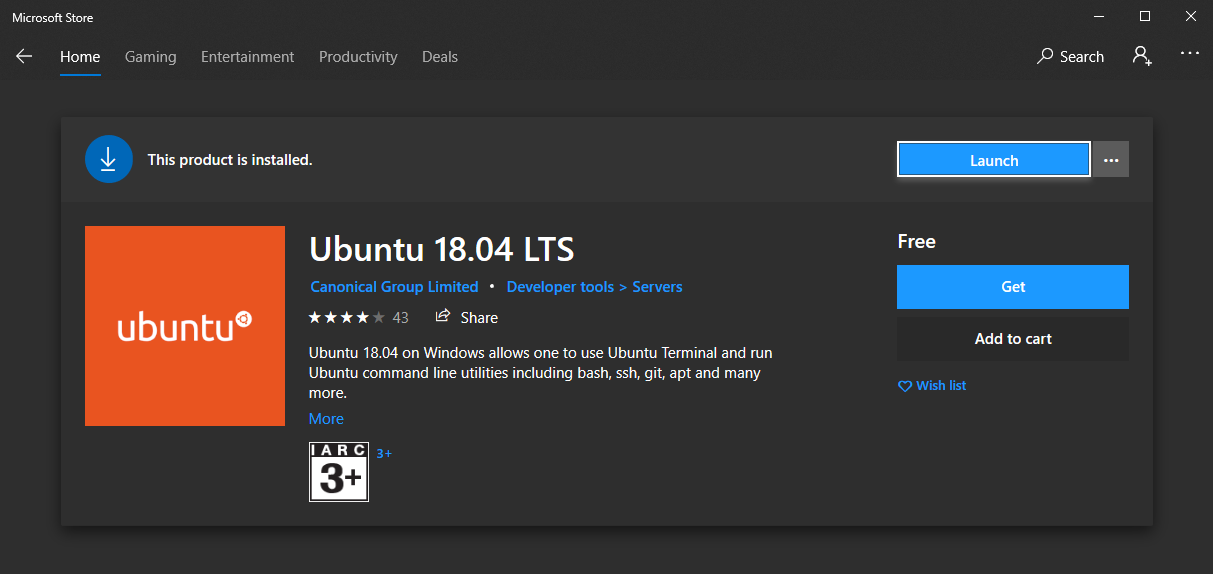 Microsoft Store
Home Gaming Entertainment Productivity Deals Search
This product is installed.
Launch
ubuntu
Ubuntu 18.04 LTS
Canonical Group Limited • Developer tools > Servers
43 Share
Ubuntu 18.04 on Windows allows one to use Ubuntu Terminal and run
Ubuntu command line utilities including bash, ssh, git, apt and many
more.
More
IARC
3+
3+
Free
Get
Add to cart
Wish list